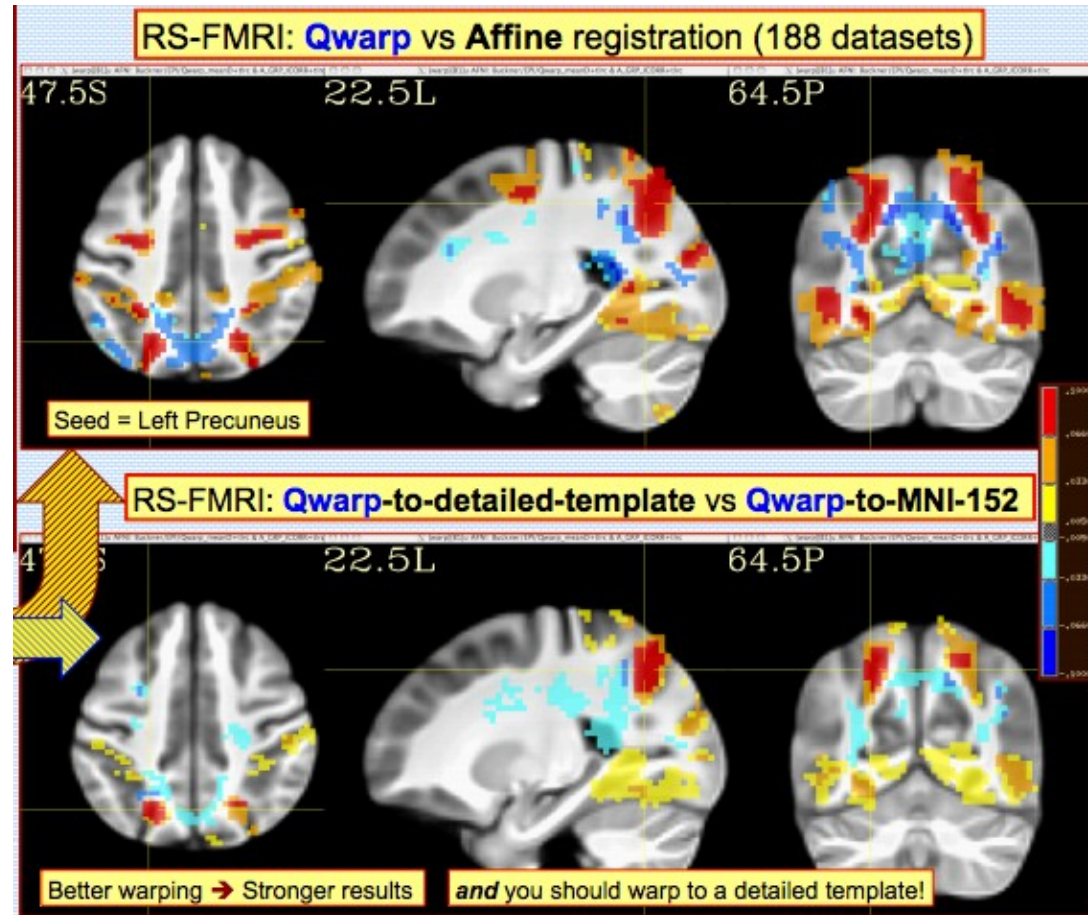 RS-FMRI: Qwarp vs Affine registration (188 datasets)
47.5S
22.5L
64.5P
Seed = Left Precuneus
RS-FMRI: Qwarp-to-detailed-template vs Qwarp-to-MNI-152
22.5L
64.5P
Better warping → Stronger results
and you should warp to a detailed template!